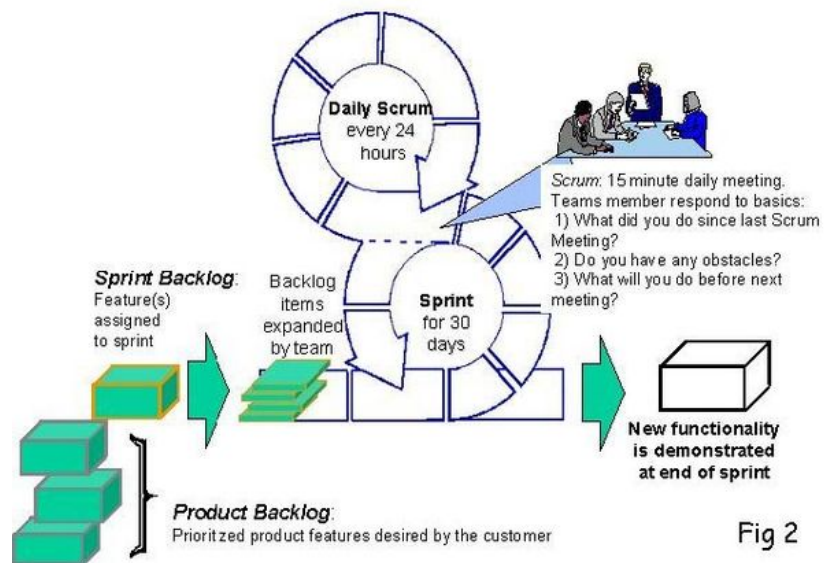 Daily Scrum
every 24
hours
Scrum: 15 minute daily meeting.
Teams member respond to basics:
1) What did you do since last Scrum
Meeting?
2) Do you have any obstacles?
3) What will you do before next
meeting?
Sprint Backlog:
Feature(s)
assigned
to sprint
Backlog
items
expanded
by team
Sprint
for 30
days
New functionality
is demonstrated
at end of sprint
Product Backlog:
Prioritized product features desired by the customer
Fig 2